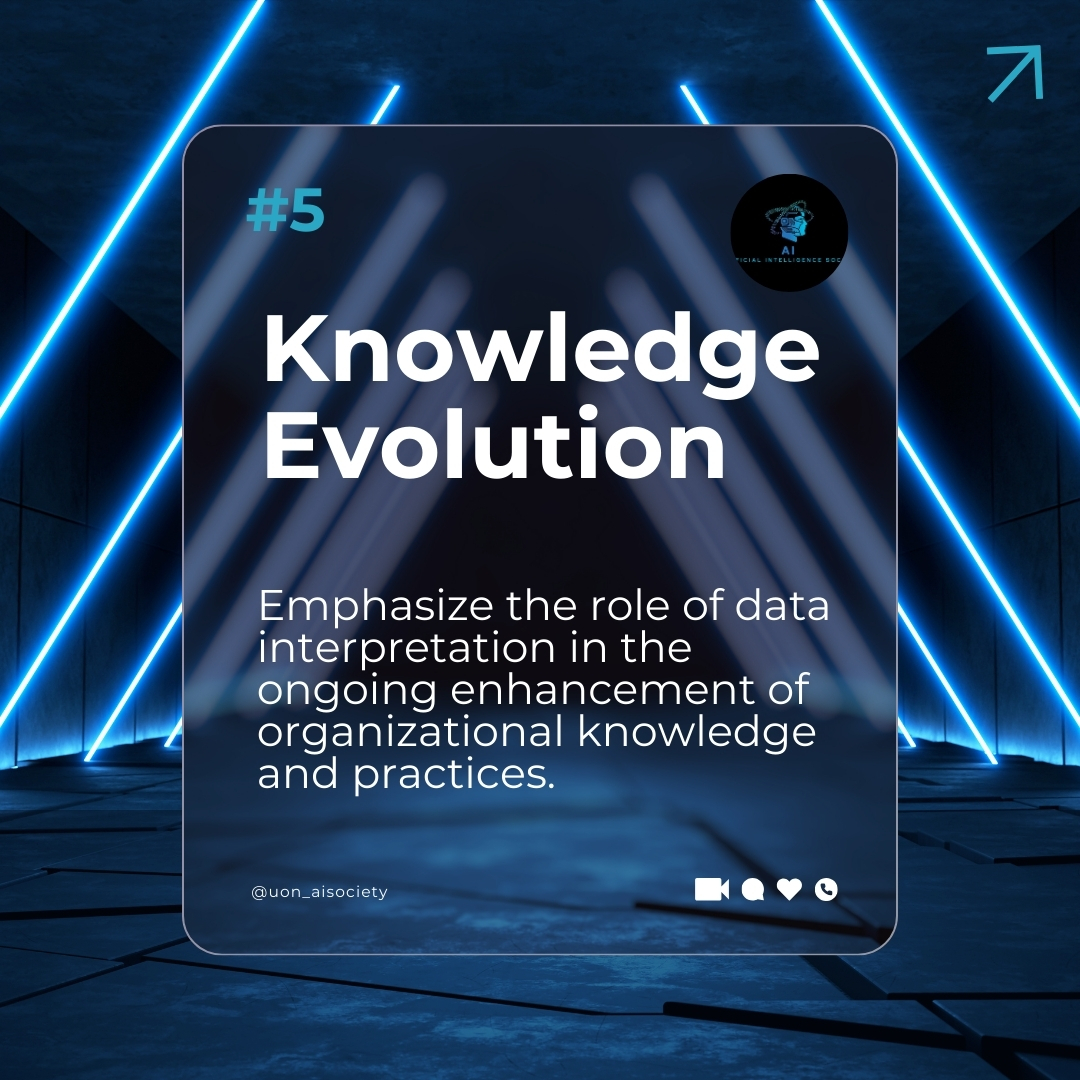 #5
AI
FICIAL INTELLIGENCE SOC
Knowledge
Evolution
Emphasize the role of data
interpretation in the
ongoing enhancement of
organizational knowledge
and practices.
@uon_aisociety